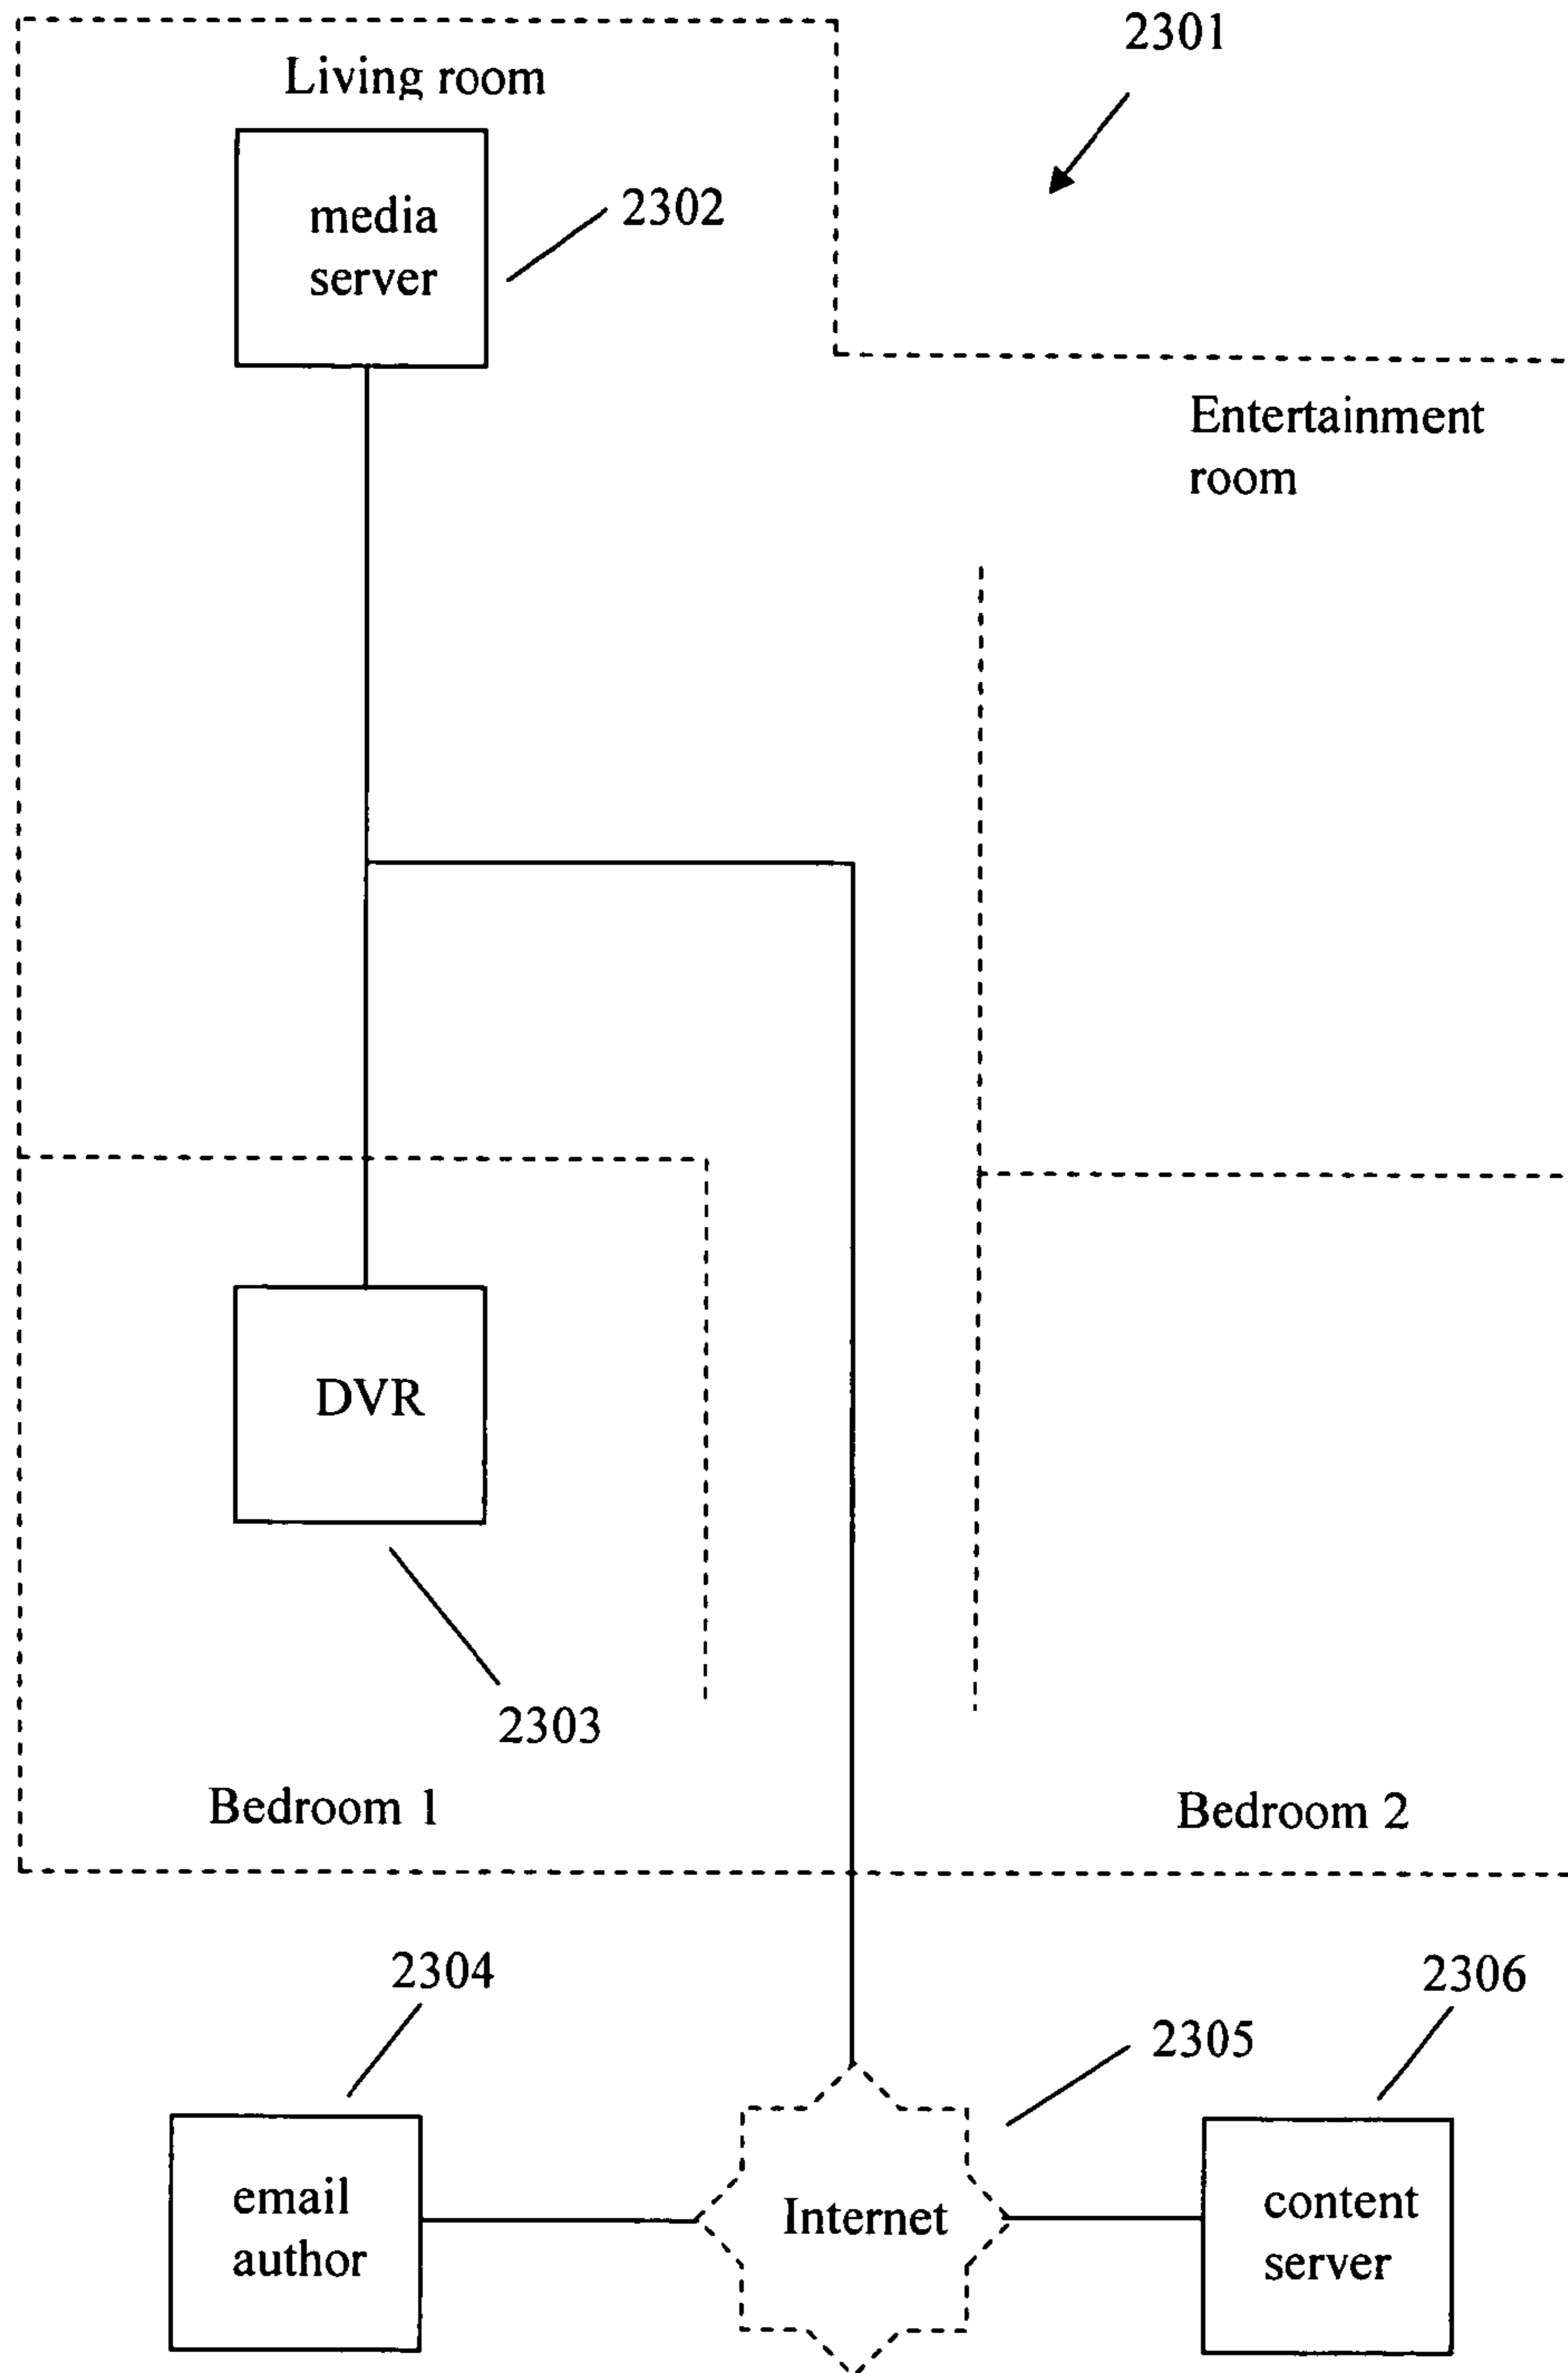 2301
Living room
media
server
2302
Entertainment
room
DVR
2303
Bedroom 1
Bedroom 2
2304
2306
2305
email
author
Internet
content
server